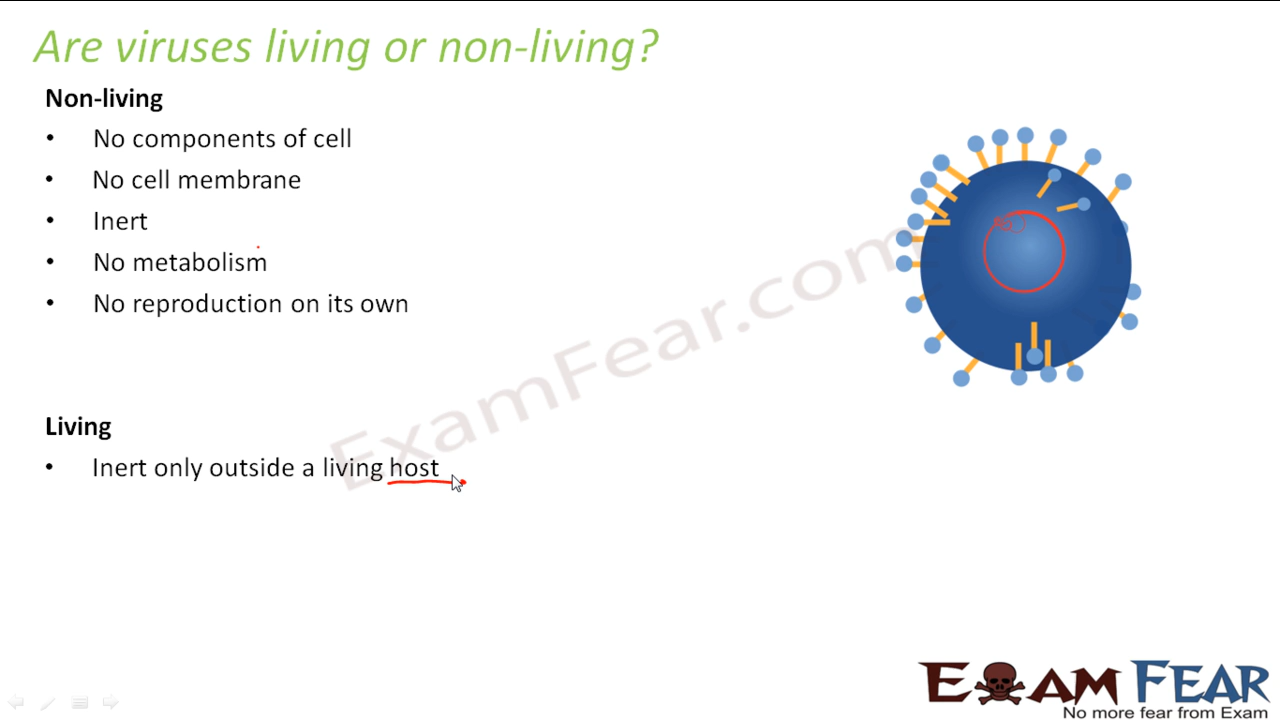 Are viruses living or non-living?
Non-living
• No components of cell
• No cell membrane
• Inert
• No metabolism
• No reproduction on its own
Living
• Inert only outside a living host
ExamFear.com
EXAM FEAR
No more fear from Exam